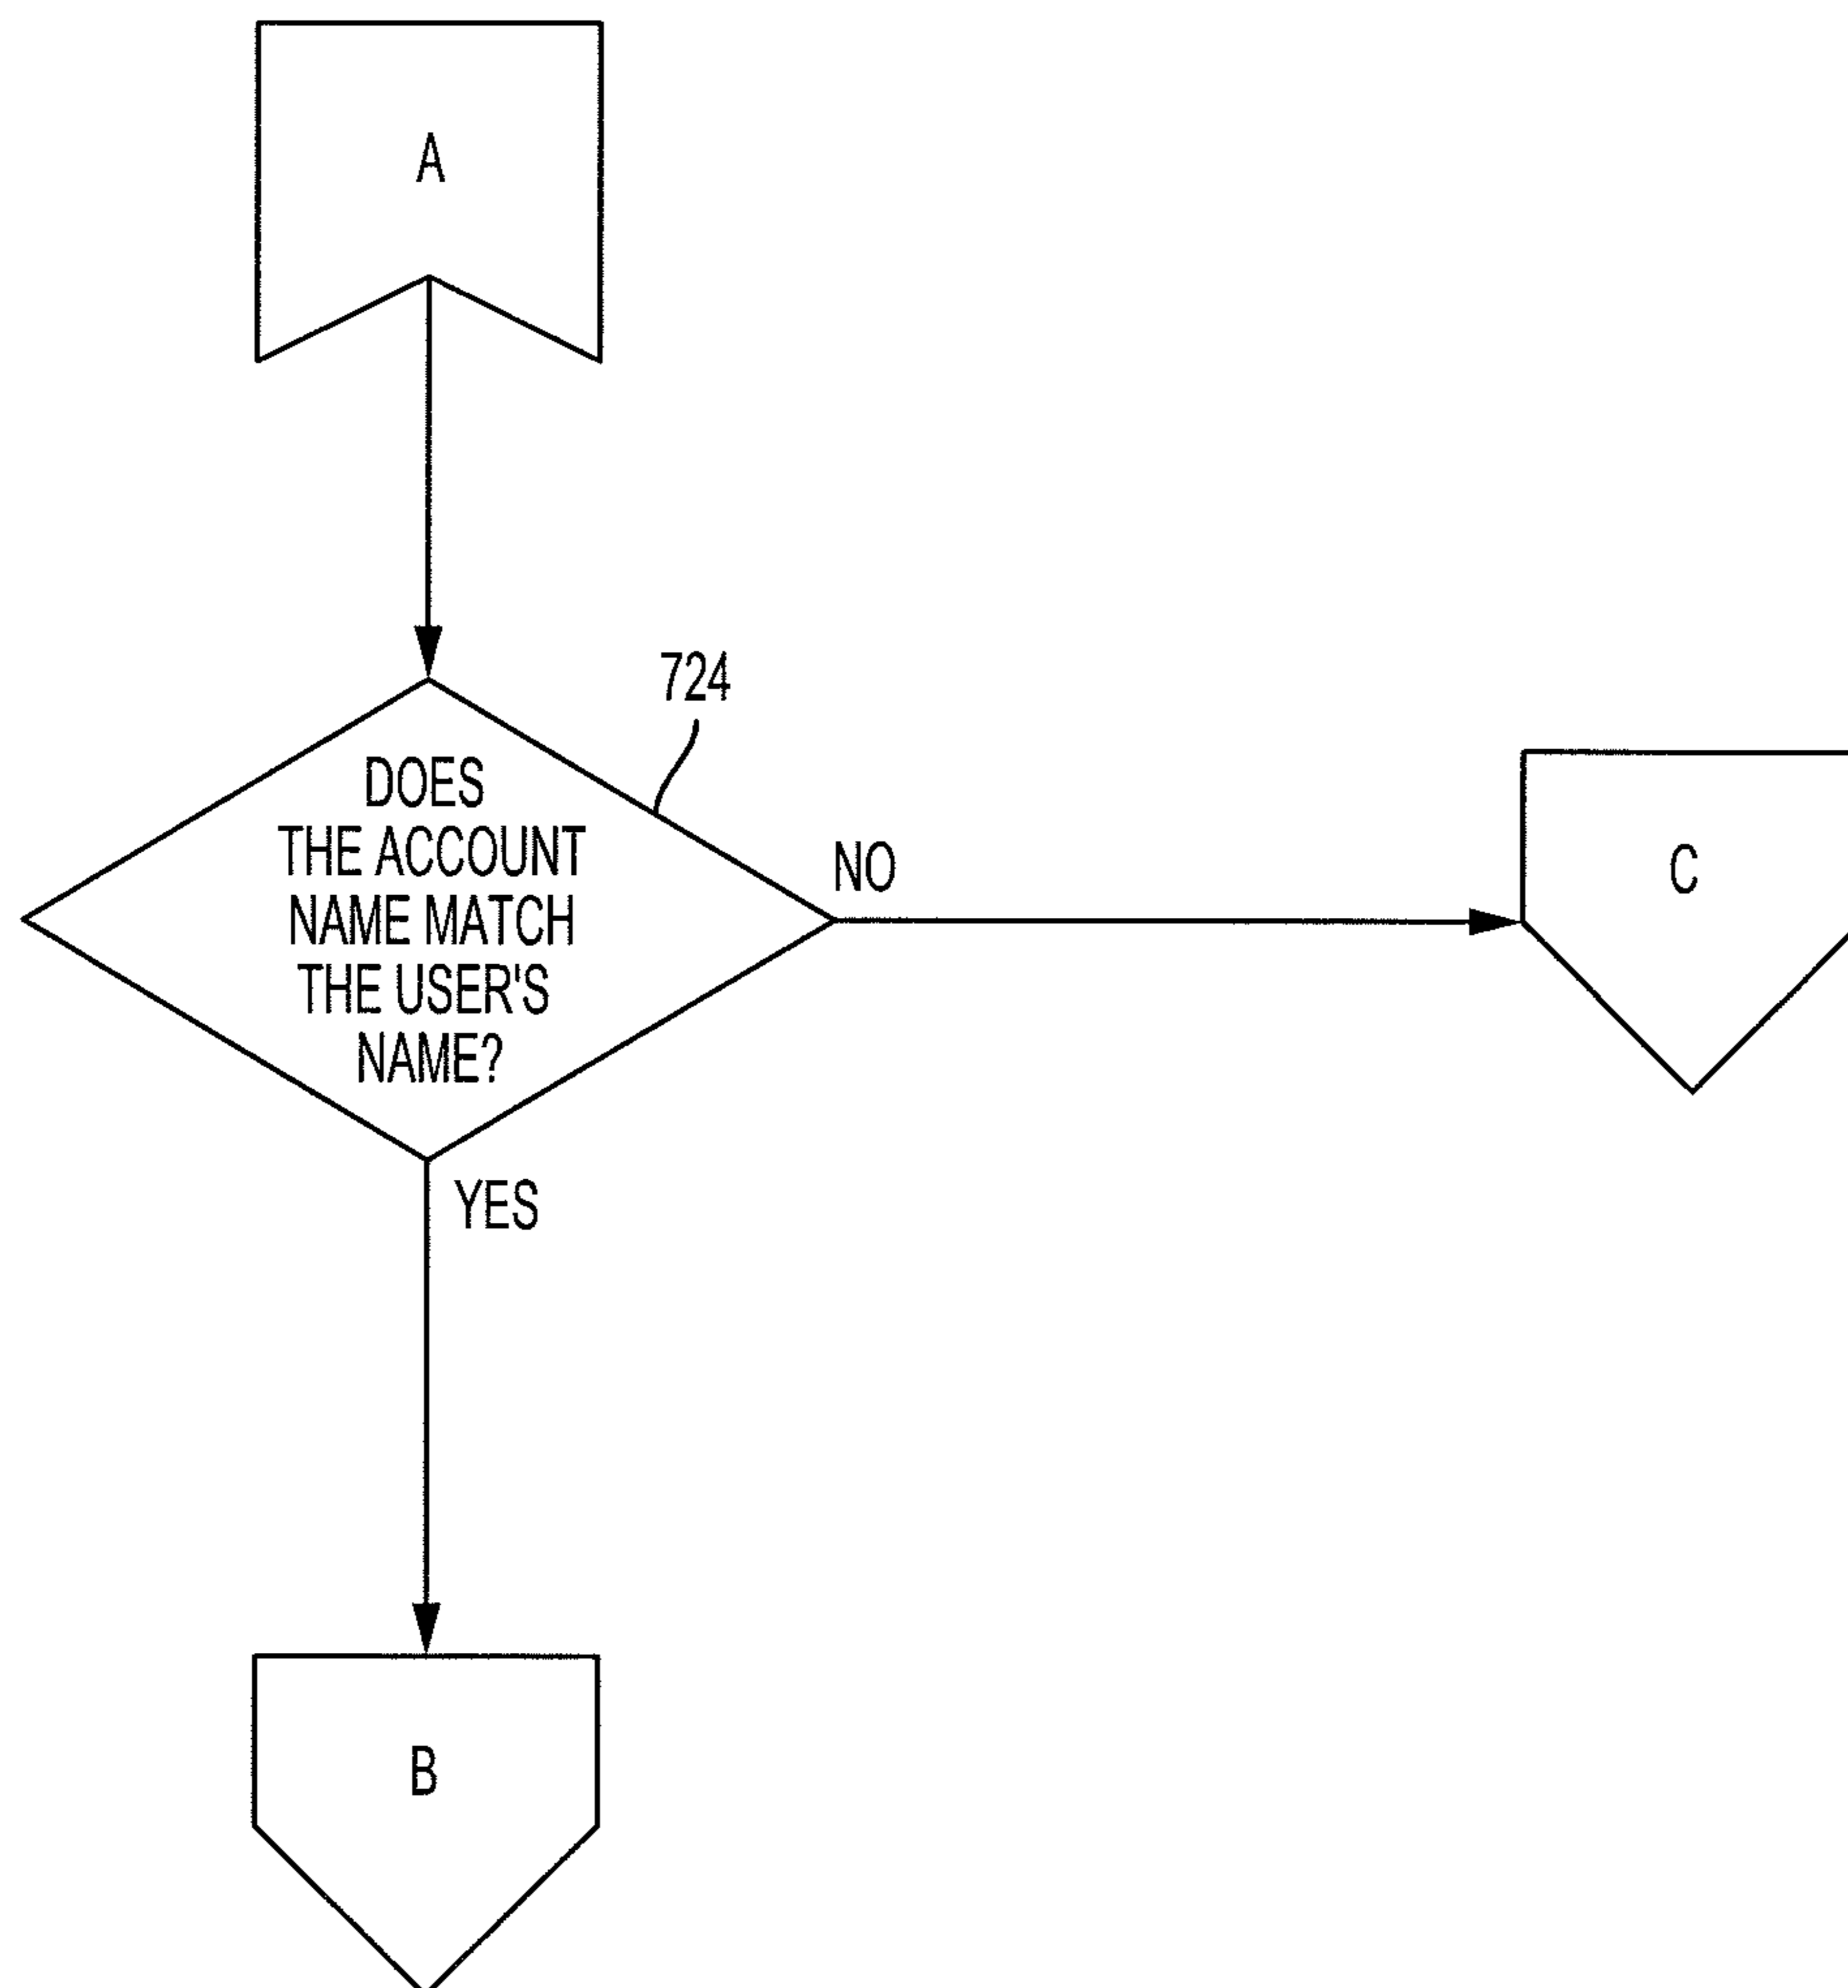 A
724
DOES
THE ACCOUNT
NAME MATCH
THE USER'S
NAME?
NO
C
YES
B